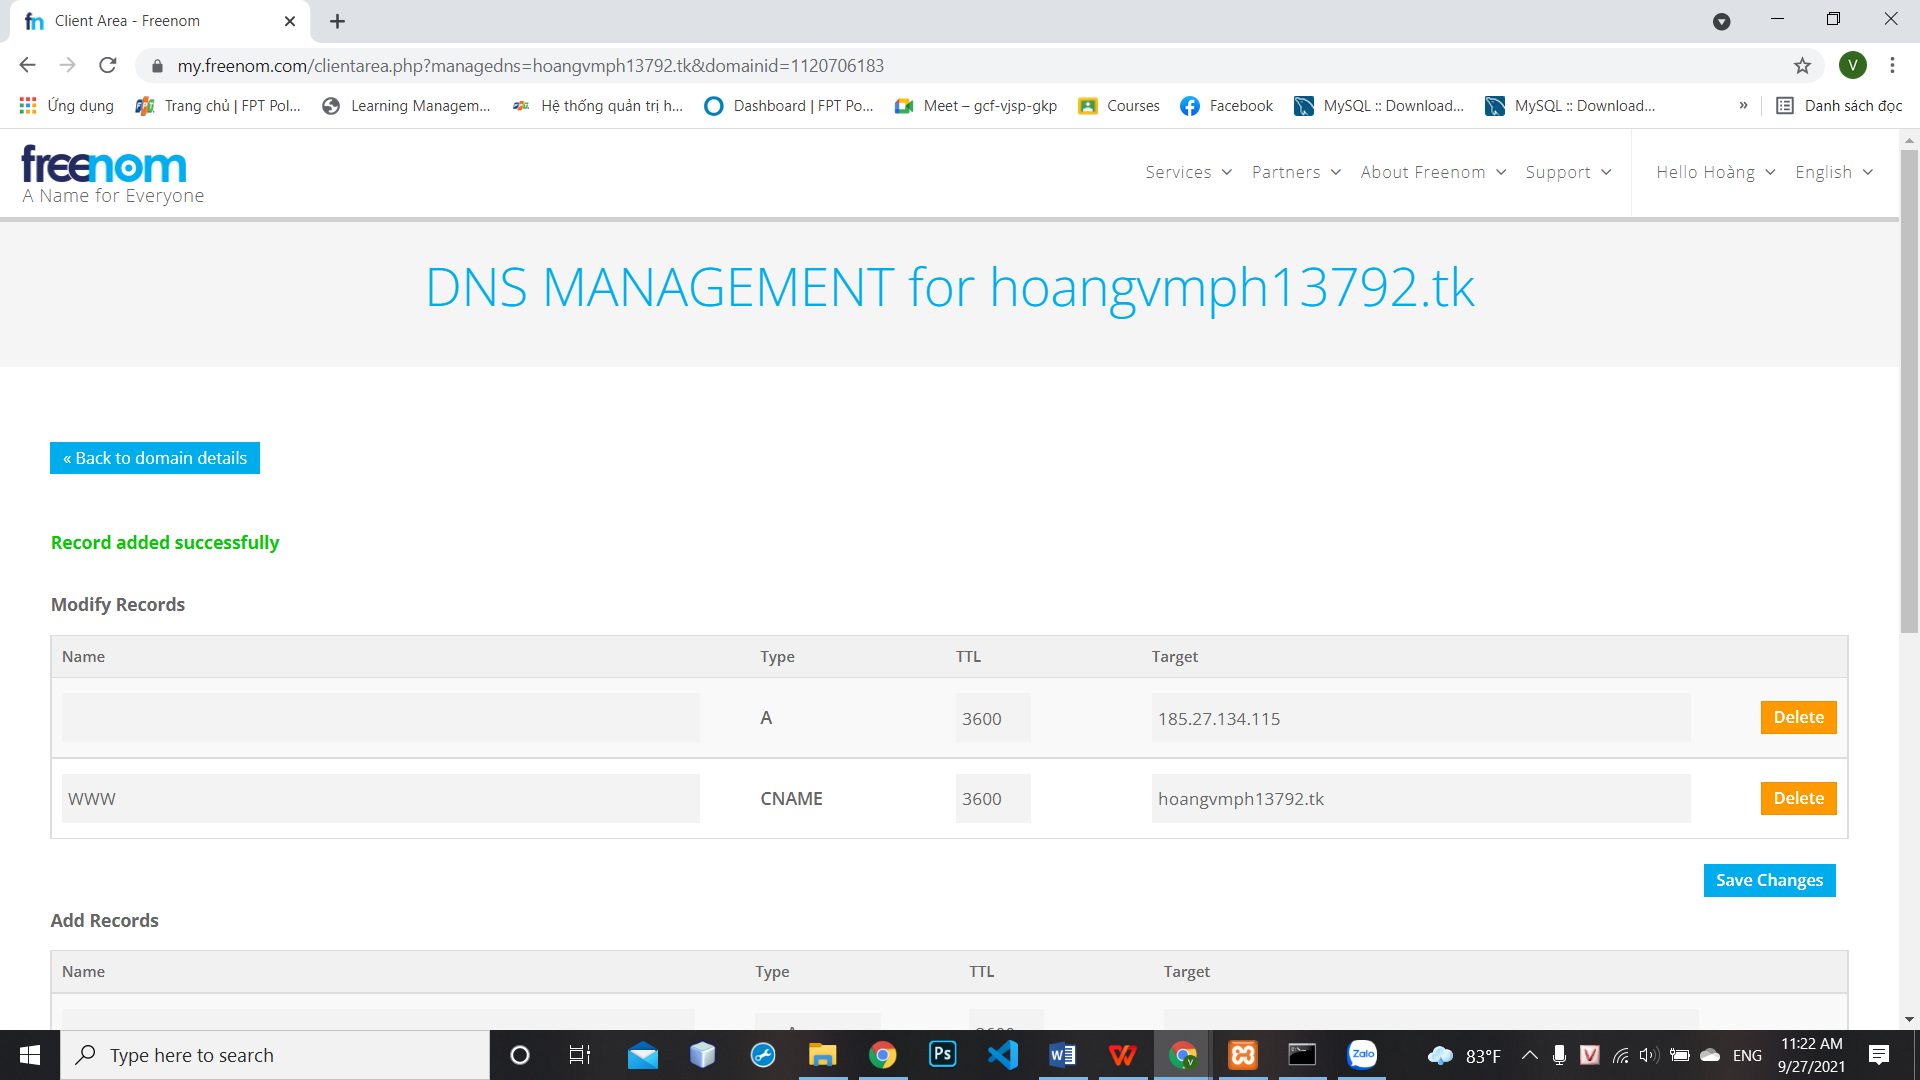 Client Area - Freenom
my.freenom.com/clientarea.php?managedns=hoangvmph13792.tk&domainid=1120706183
V
Ứng dụng
Trang chủ | FPT Pol...
Learning Managem...
Hệ thống quản trị h...
Dashboard | FPT Po...
Meet – gcf-vjsp-gkp
Courses
Facebook
MySQL :: Download...
MySQL :: Download...
»
Danh sách đọc
freenom
A Name for Everyone
Services
Partners
About Freenom
Support
Hello Hoàng
English
DNS MANAGEMENT for hoangvmph13792.tk
« Back to domain details
Record added successfully
Modify Records
Name Type TTL Target
A 3600 185.27.134.115 Delete
WWW CNAME 3600 hoangvmph13792.tk Delete
Save Changes
Add Records
Name Type TTL Target
Type here to search
Ps
Zalo
83°F
ENG
11:22 AM
9/27/2021